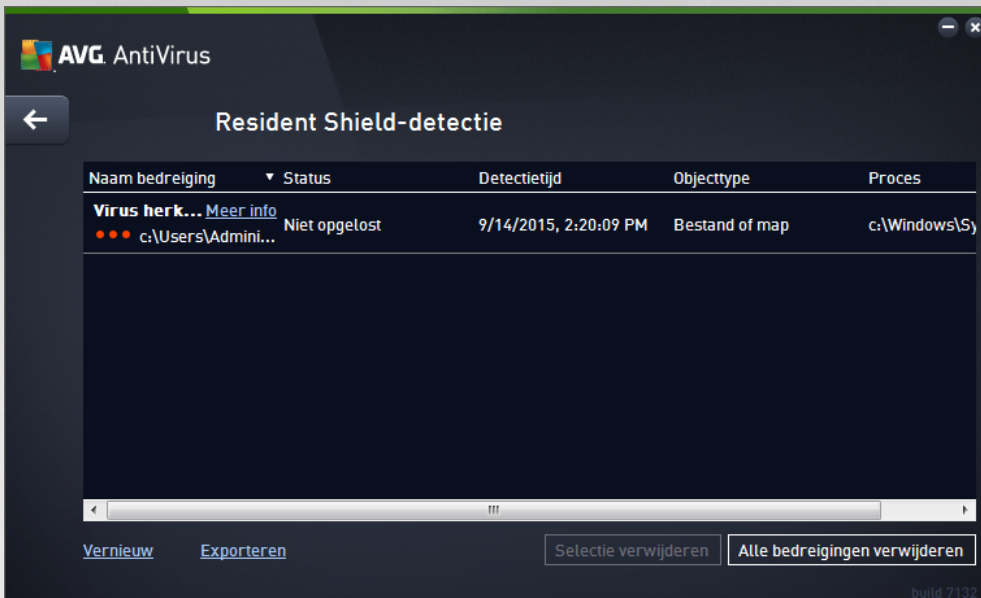 AVG. AntiVirus
Resident Shield-detectie
Naam bedreiging Status Detectietijd Objecttype Proces
Virus herk... Meer info
c:\Users\Admini... Niet opgelost 9/14/2015, 2:20:09 PM Bestand of map c:\Windows\Sy
Vernieuw Exporteren Selectie verwijderen Alle bedreigingen verwijderen
build 7132